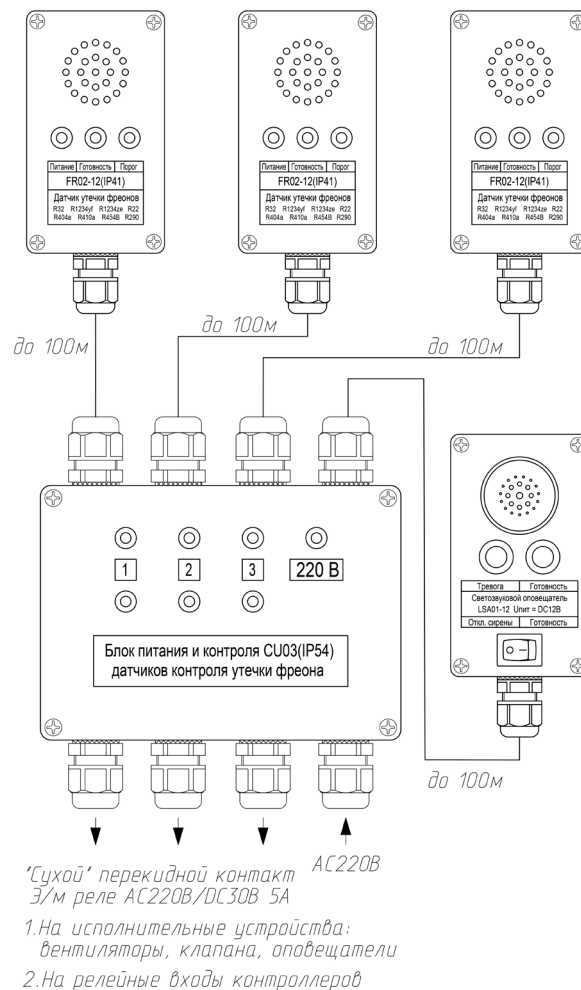 Питание Готовность Порог
FR02-12(IP41)
Датчик утечки фреонов
R32 R1234yf R1234ze R22
R404a R410a R454B R290
Питание Готовность Порог
FR02-12(IP41)
Датчик утечки фреонов
R32 R1234yf R1234ze R22
R404a R410a R454B R290
Питание Готовность Порог
FR02-12(IP41)
Датчик утечки фреонов
R32 R1234yf R1234ze R22
R404a R410a R454B R290
до 100м
до 100м
до 100м
1 2 3 220 В
Блок питания и контроля CU03(IP54)
датчиков контроля утечки фреона
Тревога Готовность
Светозвуковой оповещатель
LSA01-12 Uпит = DC12В
Откл. сирены Готовность
до 100м
"Сухой" перекидной контакт
Э/м реле AC220В/DC30В 5А
AC220В
1.На исполнительные устройства:
вентиляторы, клапана, оповещатели
2.На релейные входы контроллеров